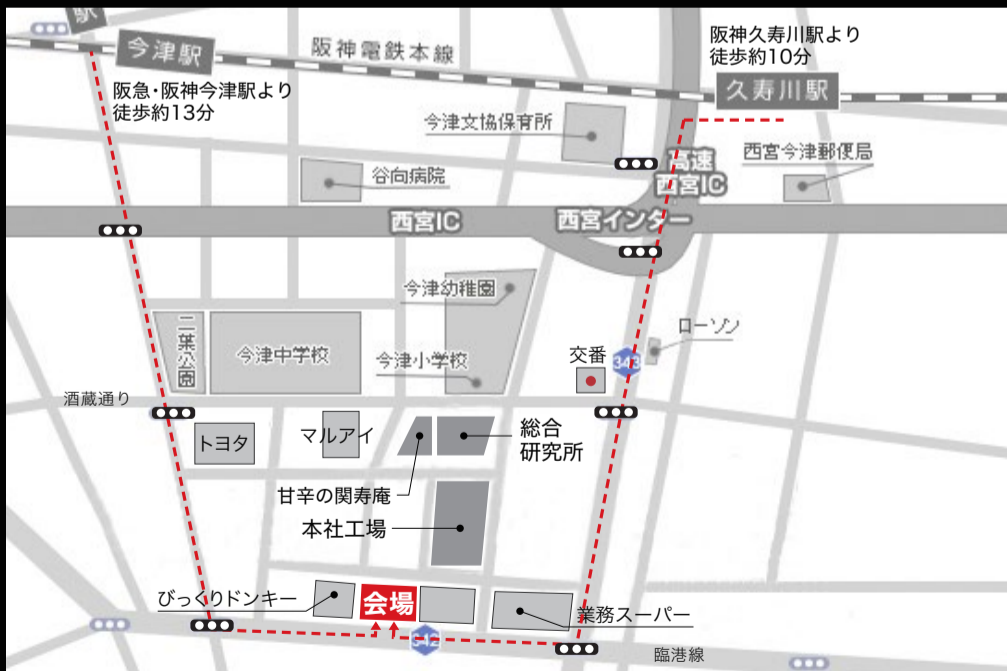 駅
今津駅
阪神電鉄本線
阪神久寿川駅より
徒歩約10分
久寿川駅
阪急・阪神今津駅より
徒歩約13分
今津文協保育所
高速
西宮IC
西宮今津郵便局
谷向病院
西宮IC
西宮インター
今津幼稚園
二葉公園
今津中学校
今津小学校
交番
343
ローソン
酒蔵通り
トヨタ
マルアイ
総合
研究所
甘辛の関寿庵
本社工場
びっくりドンキー
会場
業務スーパー
342
臨港線